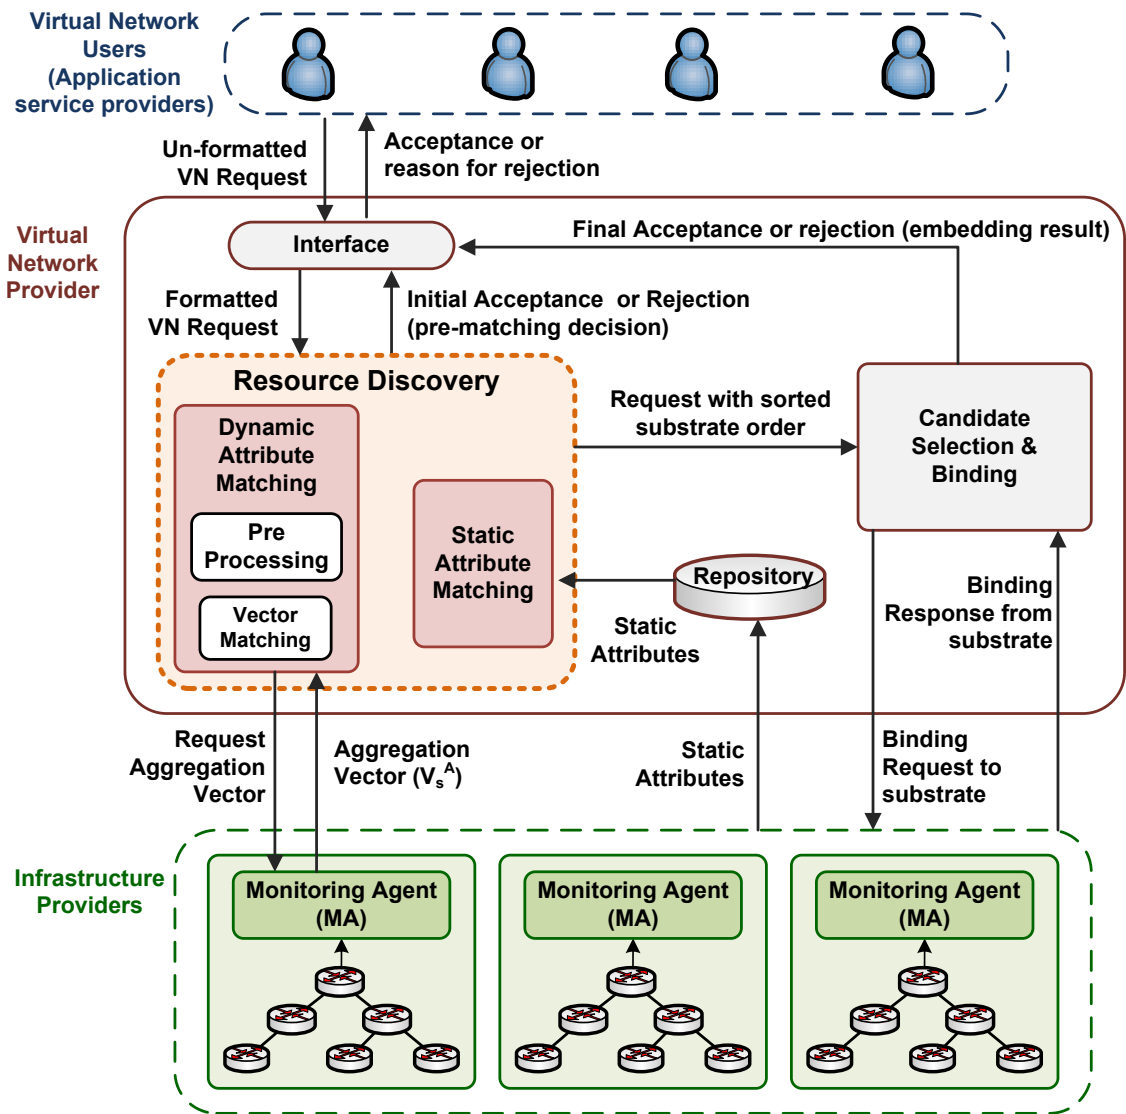 Virtual Network
Users
(Application
service providers)
Un-formatted
VN Request
Acceptance or
reason for rejection
Virtual
Network
Provider
Interface
Final Acceptance or rejection (embedding result)
Formatted
VN Request
Initial Acceptance or Rejection
(pre-matching decision)
Resource Discovery
Dynamic
Attribute
Matching
Pre
Processing
Vector
Matching
Static
Attribute
Matching
Request with sorted
substrate order
Candidate
Selection &
Binding
Repository
Static
Attributes
Binding
Response from
substrate
Request
Aggregation
Vector
Aggregation
Vector (VsA)
Static
Attributes
Binding
Request to
substrate
Infrastructure
Providers
Monitoring Agent
(MA)
Monitoring Agent
(MA)
Monitoring Agent
(MA)